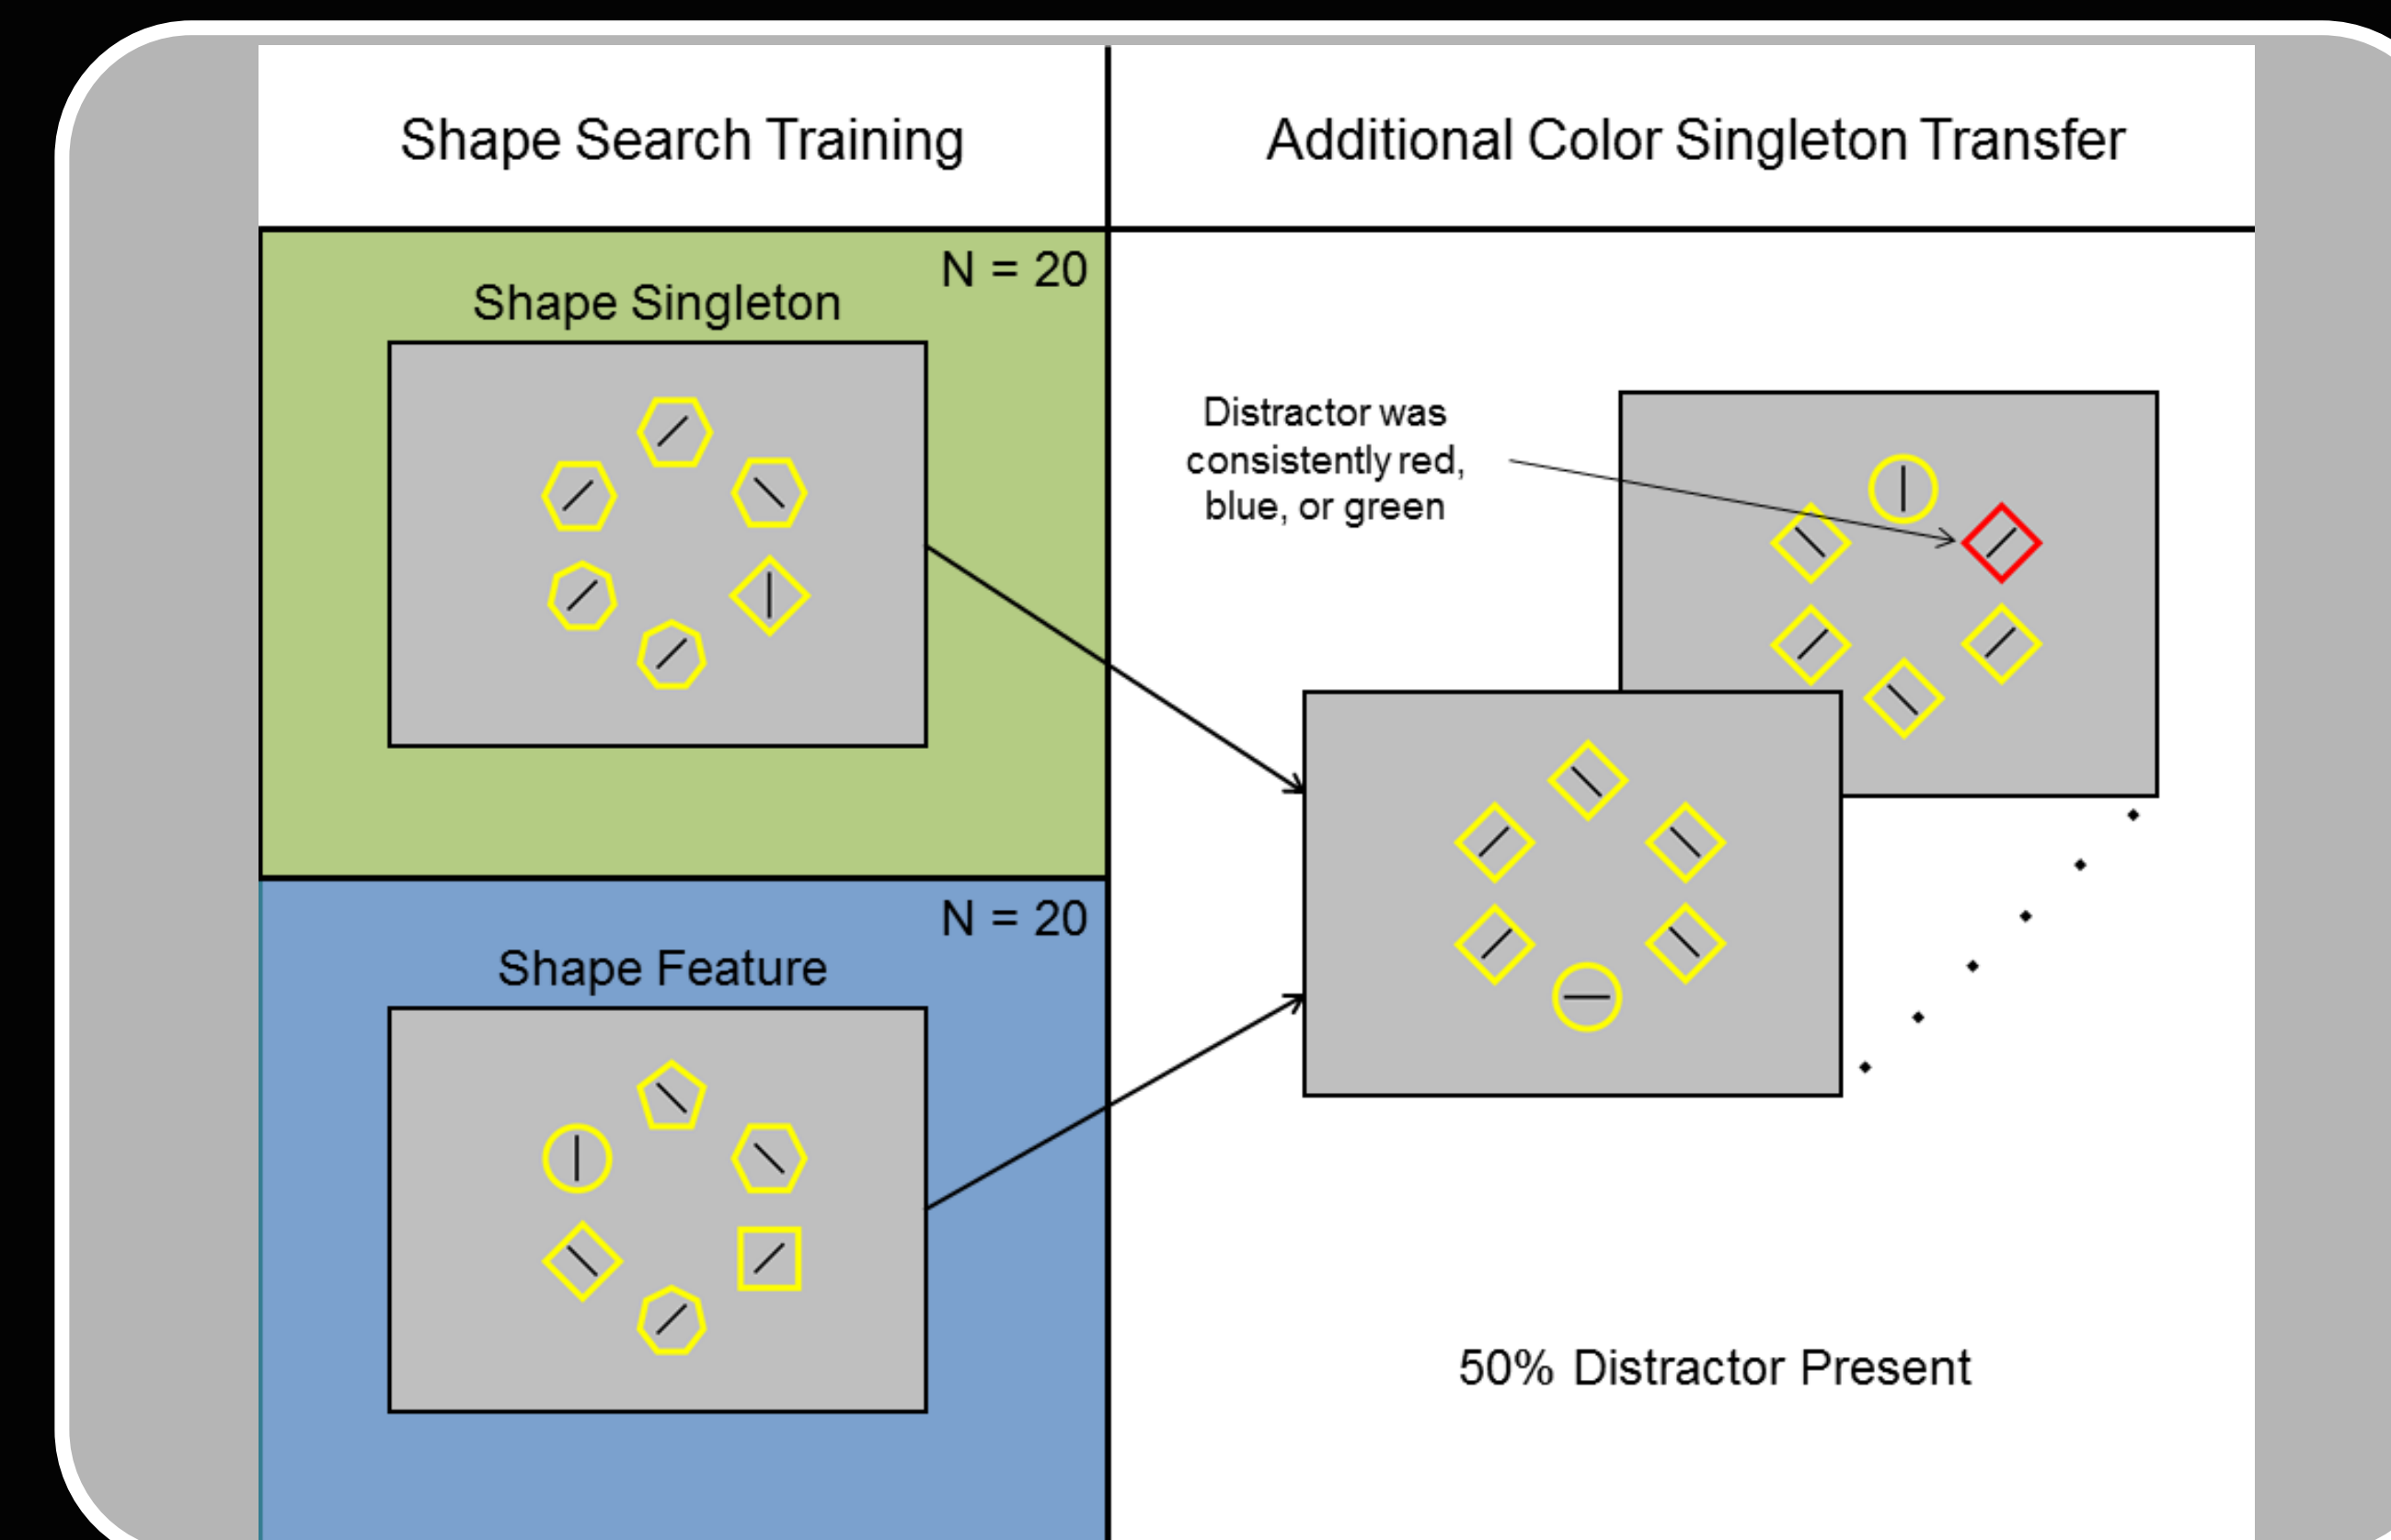 Shape Search Training
Additional Color Singleton Transfer
N = 20
Shape Singleton
Distractor was
consistently red,
blue, or green
N = 20
Shape Feature
50% Distractor Present